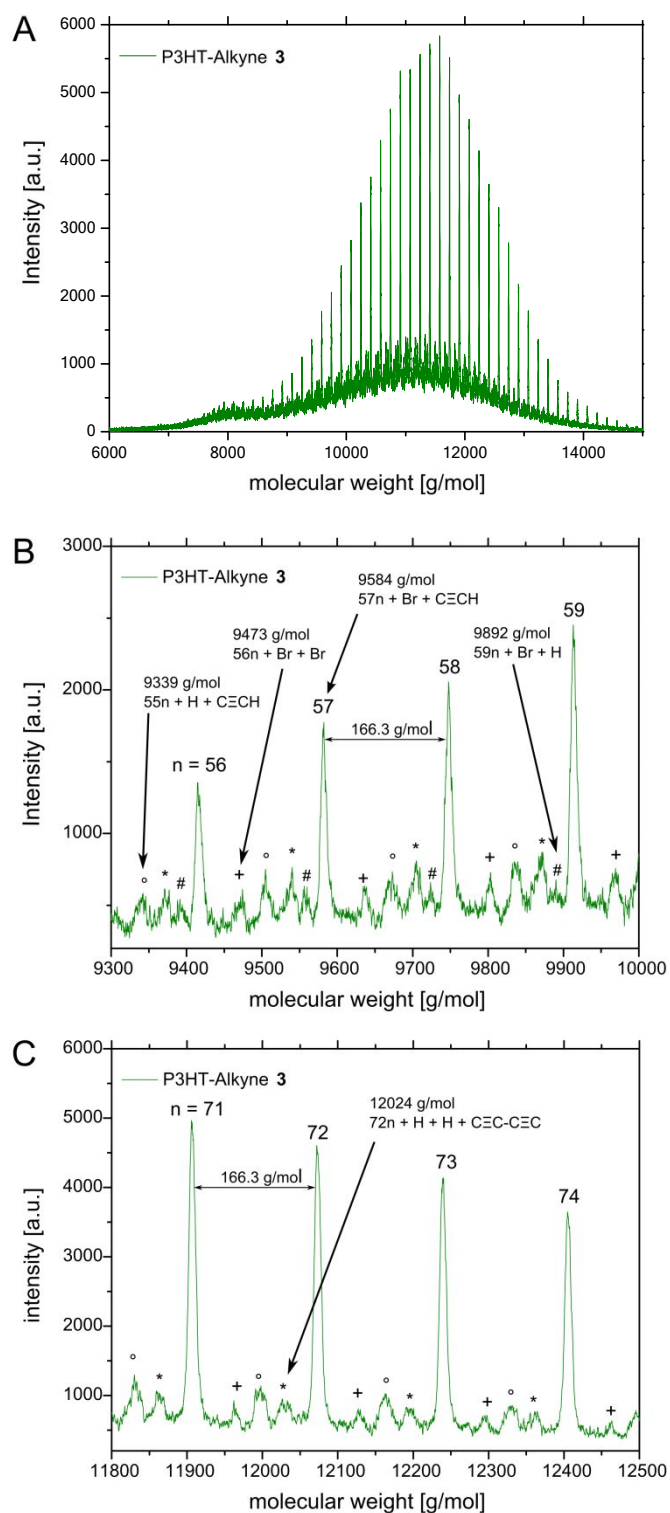 A
P3HT-Alkyne 3
6000
5000
4000
3000
2000
1000
0
Intensity [a.u.]
6000 8000 10000 12000 14000
molecular weight [g/mol]
B
P3HT-Alkyne 3
3000
2000
1000
Intensity [a.u.]
9584 g/mol
57n + Br + CΞCH
9473 g/mol
56n + Br + Br
9892 g/mol
59n + Br + H
9339 g/mol
55n + H + CΞCH
n = 56
57
58
59
166.3 g/mol
° * # + ° * # + ° * # + ° * # +
9300 9400 9500 9600 9700 9800 9900 10000
molecular weight [g/mol]
C
P3HT-Alkyne 3
6000
5000
4000
3000
2000
1000
intensity [a.u.]
12024 g/mol
72n + H + H + CΞC-CΞC
n = 71
72
73
74
166.3 g/mol
° * + ° * + ° * + ° * +
11800 11900 12000 12100 12200 12300 12400 12500
molecular weight [g/mol]